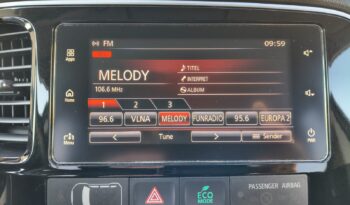 FM 09:59
Apps
MELODY
TITEL
INTERPRET
106.6 MHz
ALBUM
Home
1 2 3
96.6 VLNA MELODY FUNRADIO 95.6 EUROPA 2
Menu
Tune
Sender
PWR
ECO
MODE
PASSENGER AIRBAG